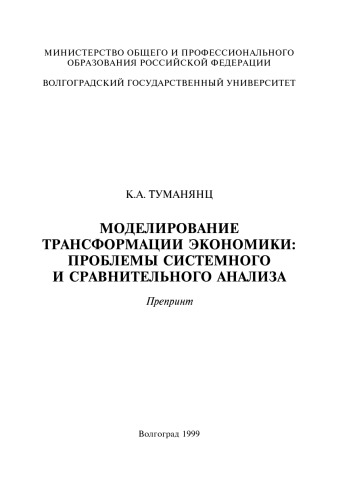 МИНИСТЕРСТВО ОБЩЕГО И ПРОФЕССИОНАЛЬНОГО
ОБРАЗОВАНИЯ РОССИЙСКОЙ ФЕДЕРАЦИИ
ВОЛГОГРАДСКИЙ ГОСУДАРСТВЕННЫЙ УНИВЕРСИТЕТ
К.А. ТУМАНЯНЦ
МОДЕЛИРОВАНИЕ
ТРАНСФОРМАЦИИ ЭКОНОМИКИ:
ПРОБЛЕМЫ СИСТЕМНОГО
И СРАВНИТЕЛЬНОГО АНАЛИЗА
Препринт
Волгоград 1999